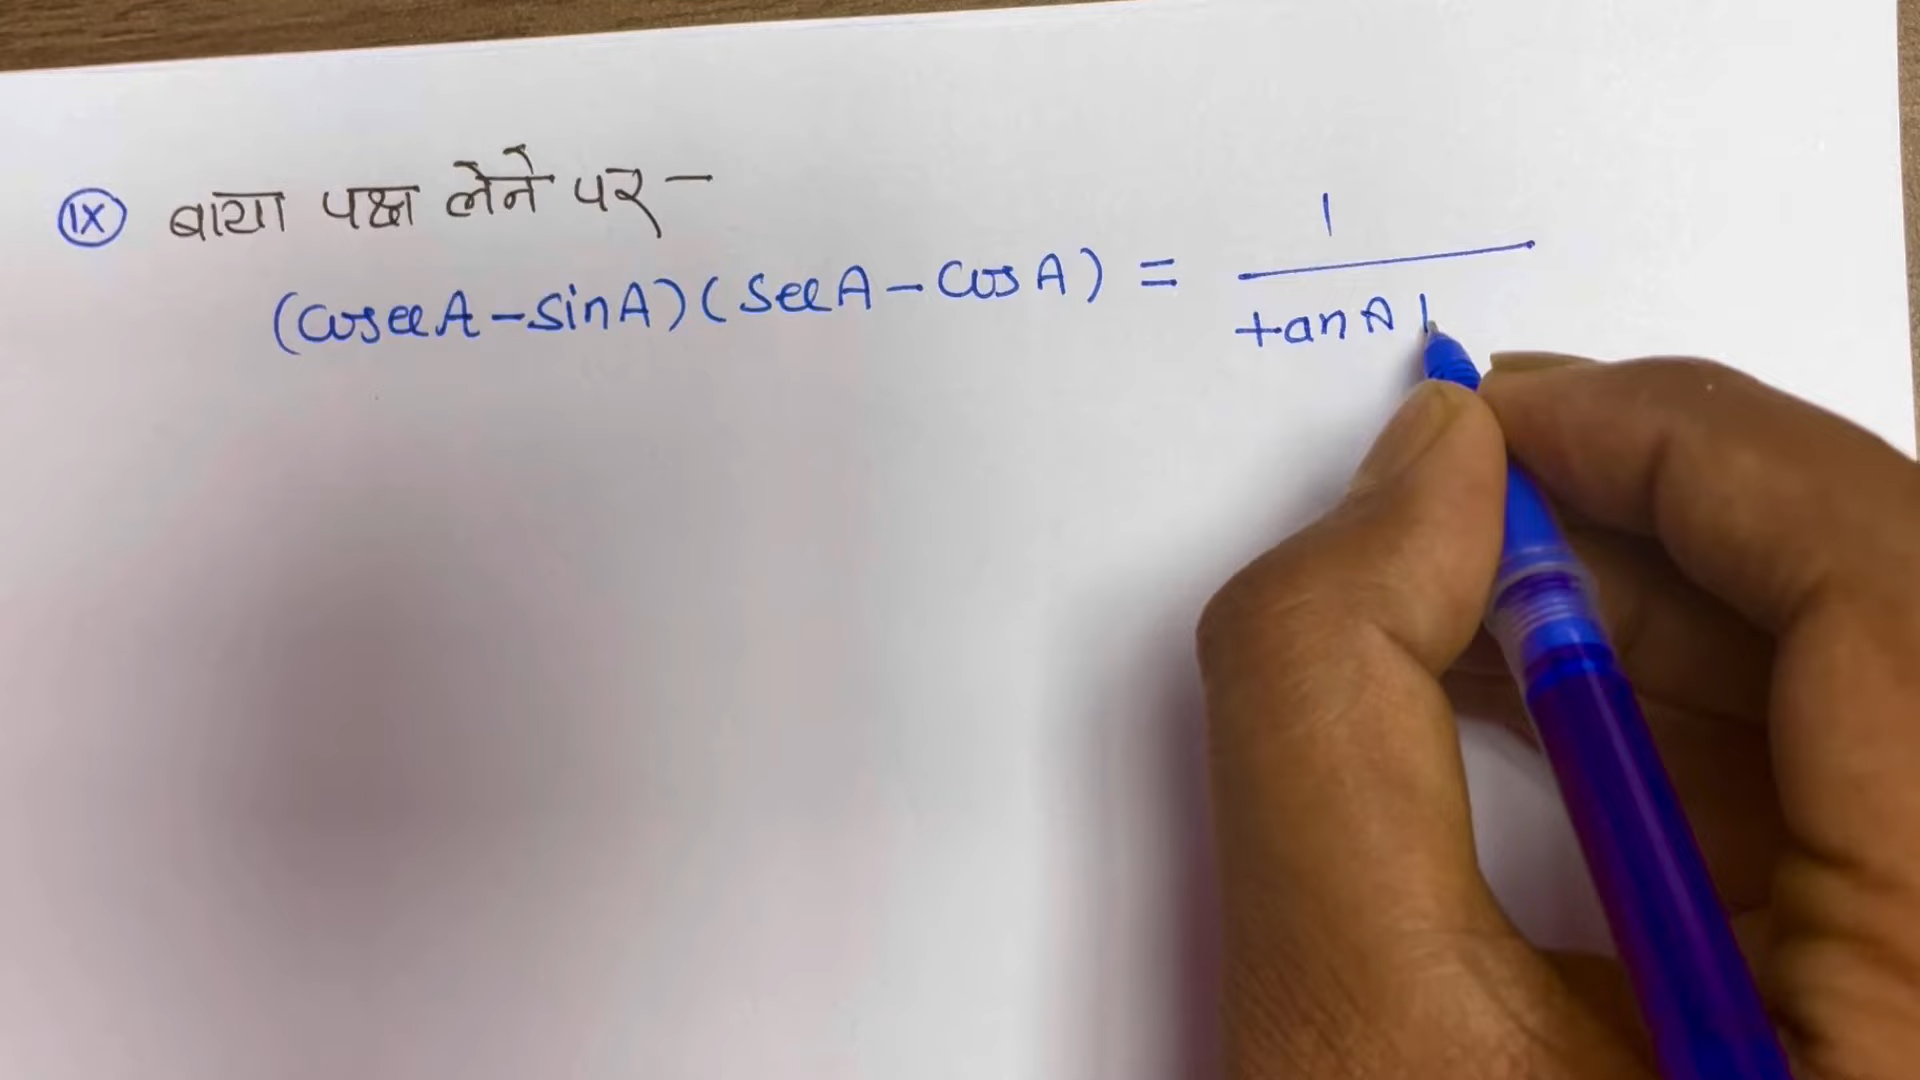 (ix) बाया पक्ष लेने पर -
(cosecA - sinA)(secA - cosA) = 1 / tanA